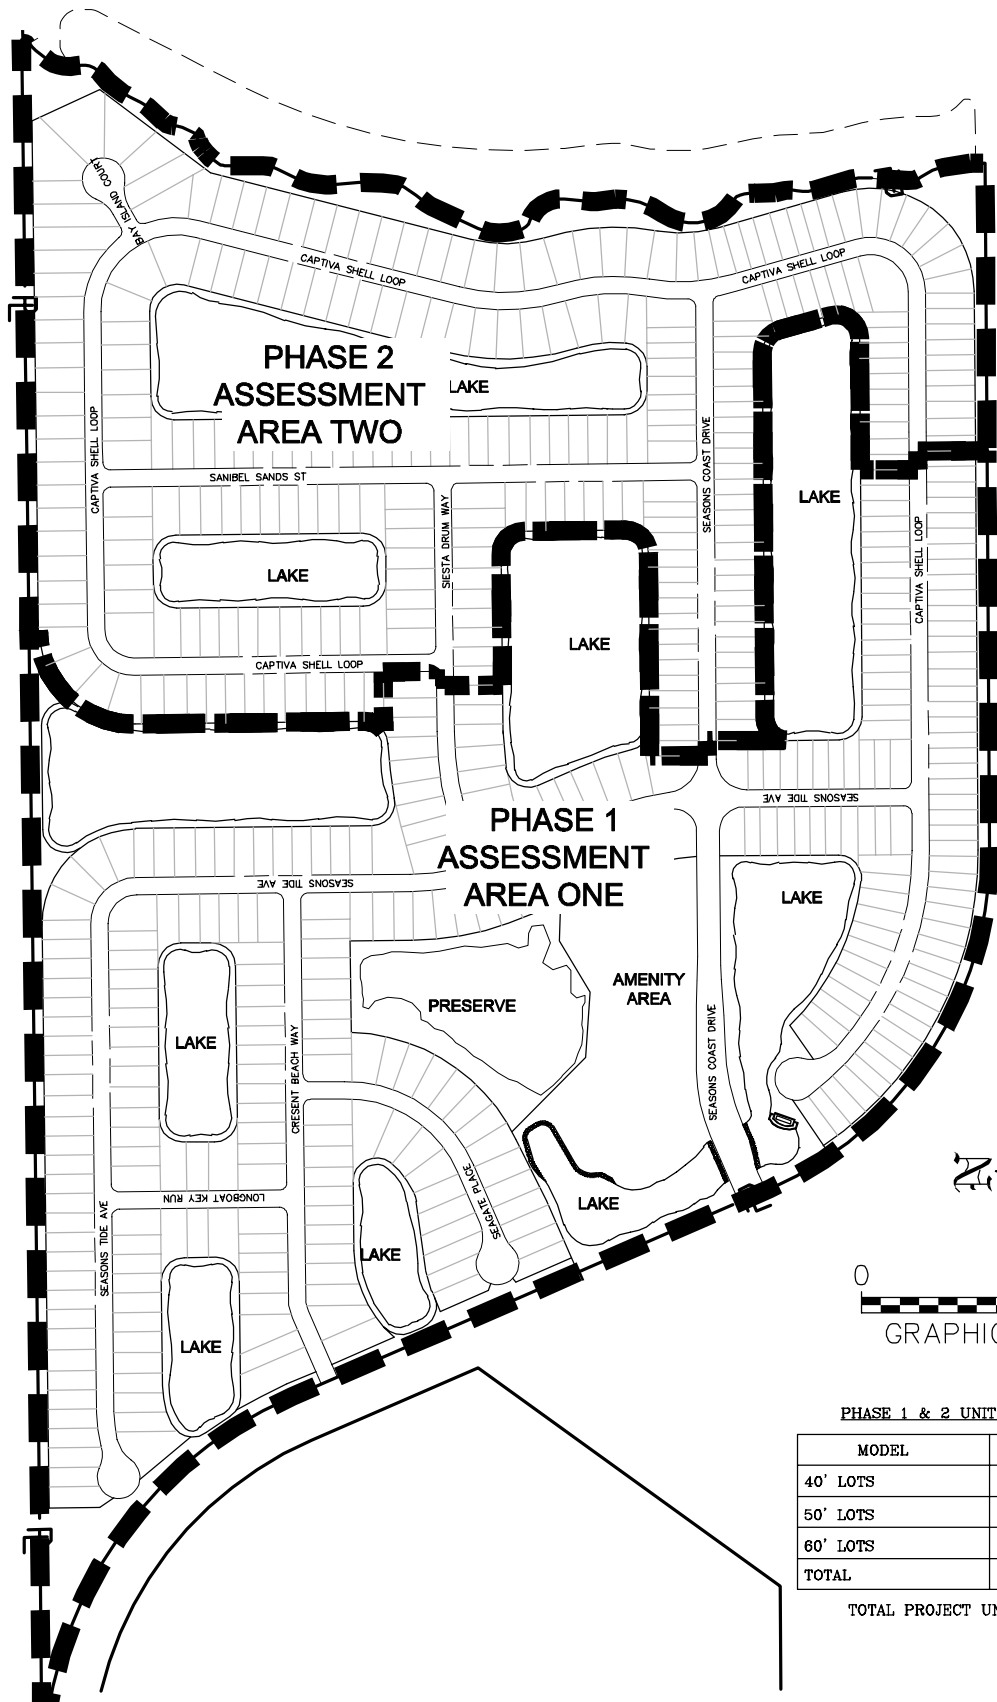 BAY ISLAND COURT
CAPTIVA SHELL LOOP
CAPTIVA SHELL LOOP
PHASE 2
ASSESSMENT
AREA TWO
LAKE
CAPTIVA SHELL LOOP
SEASONS COAST DRIVE
SANIBEL SANDS ST
LAKE
SIESTA DRUM WAY
CAPTIVA SHELL LOOP
LAKE
LAKE
CAPTIVA SHELL LOOP
SEASONS TIDE AVE
PHASE 1
ASSESSMENT
AREA ONE
SEASONS TIDE AVE
LAKE
PRESERVE
AMENITY
AREA
LAKE
CRESENT BEACH WAY
SEASONS COAST DRIVE
SEAGATE PLACE
LONGBOAT KEY RUN
SEASONS TIDE AVE
LAKE
LAKE
LAKE
N
0
GRAPHIC
PHASE 1 & 2 UNIT
MODEL
40' LOTS
50' LOTS
60' LOTS
TOTAL
TOTAL PROJECT